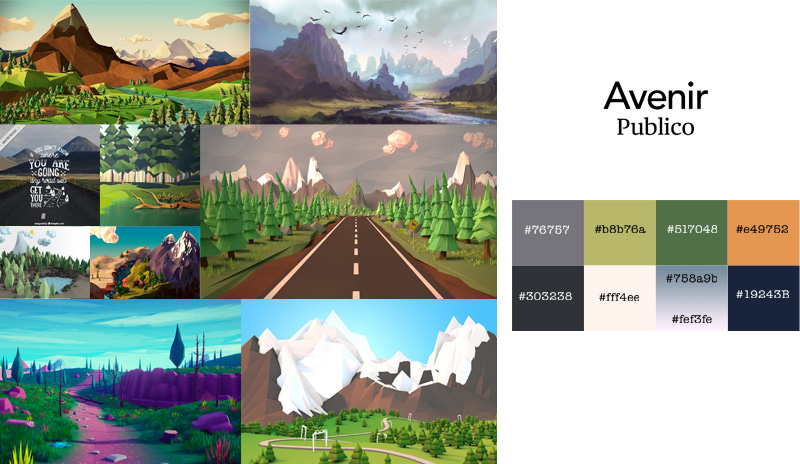 IF YOU DON'T KNOW
where
YOU ARE
GOING
any road will
GET
YOU
THERE
Avenir
Publico
#76757
#b8b76a
#517048
#e49752
#303238
#fff4ee
#758a9b
#fef3fe
#19243B